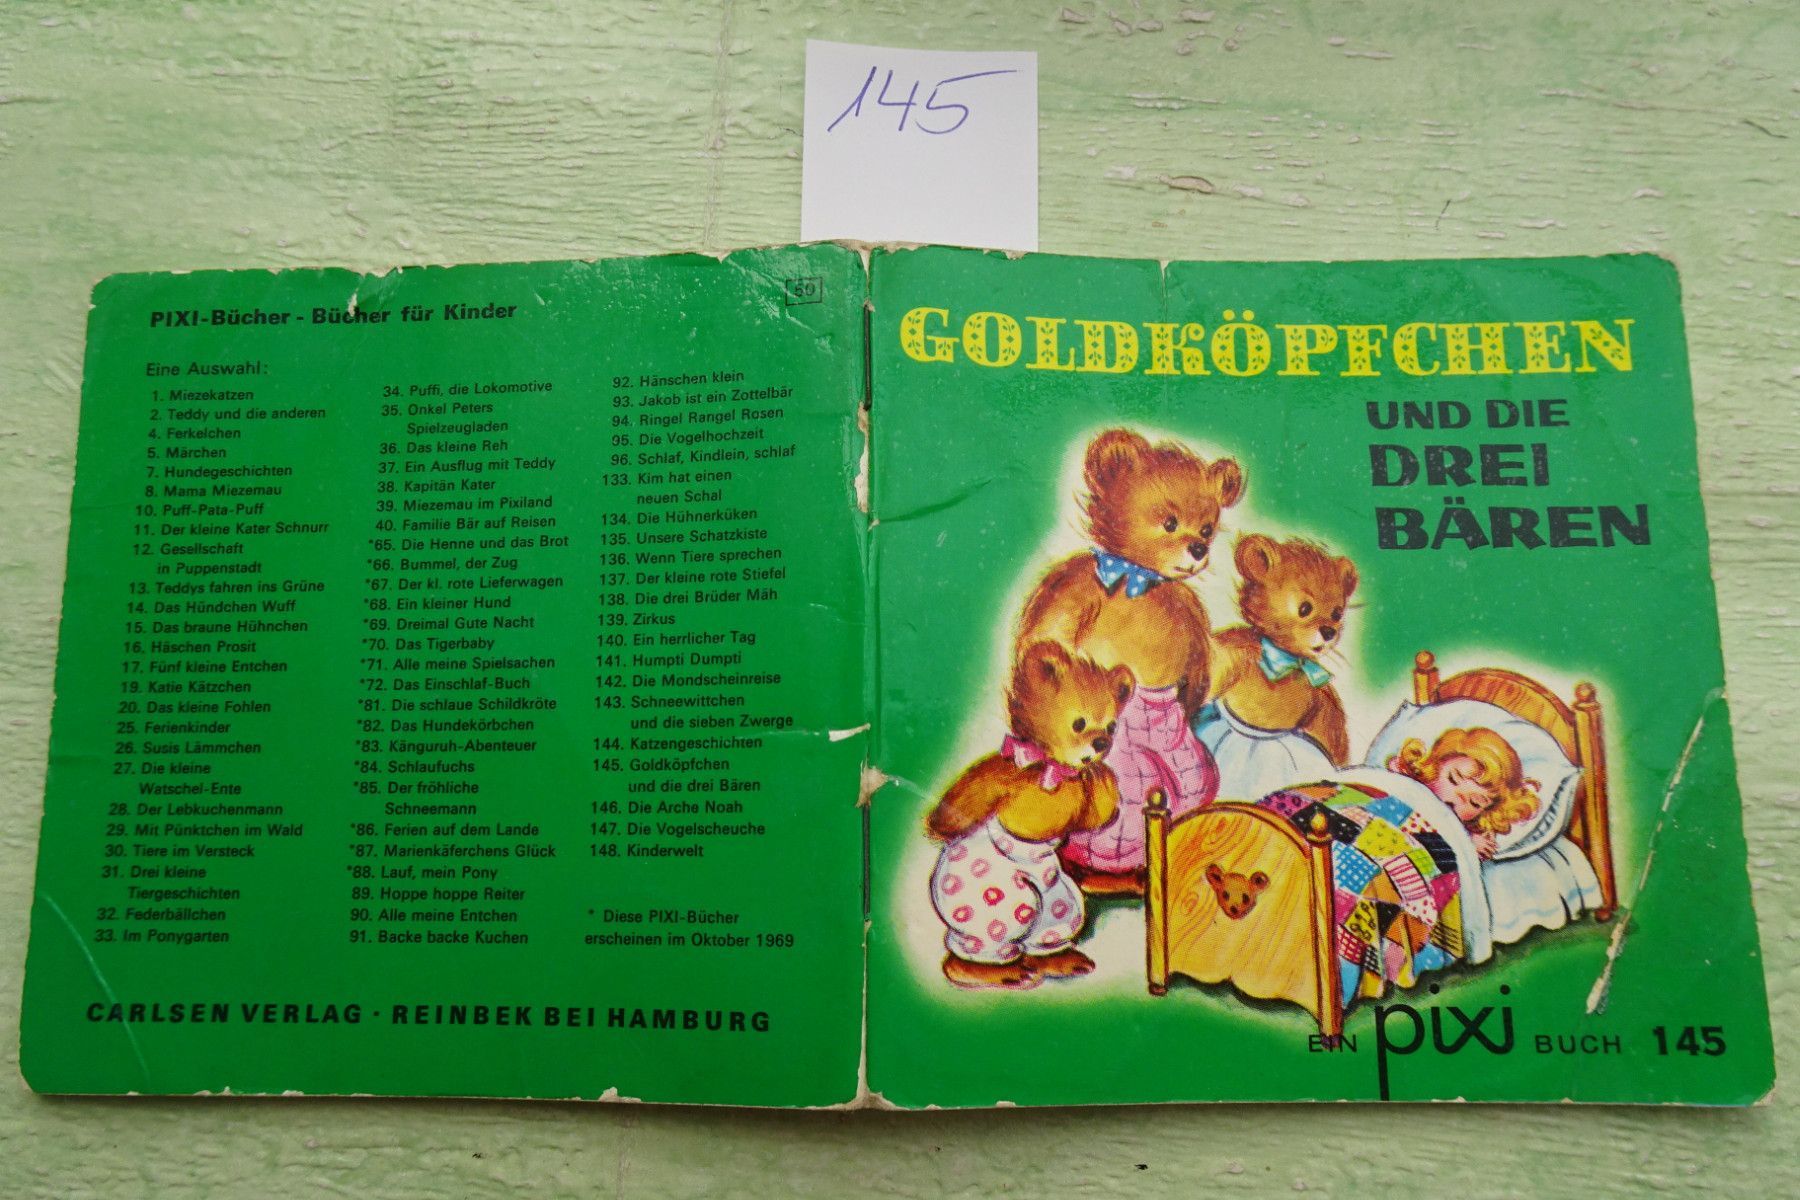 145
PIXI-Bücher - Bücher für Kinder
50
Eine Auswahl:
1. Miezekatzen
2. Teddy und die anderen
4. Ferkelchen
5. Märchen
7. Hundegeschichten
8. Mama Miezemau
10. Puff-Pata-Puff
11. Der kleine Kater Schnurr
12. Gesellschaft
in Puppenstadt
13. Teddys fahren ins Grüne
14. Das Hündchen Wuff
15. Das braune Hühnchen
16. Häschen Prosit
17. Fünf kleine Entchen
19. Katie Kätzchen
20. Das kleine Fohlen
25. Ferienkinder
26. Susis Lämmchen
27. Die kleine
Watschel-Ente
28. Der Lebkuchenmann
29. Mit Pünktchen im Wald
30. Tiere im Versteck
31. Drei kleine
Tiergeschichten
32. Federbällchen
33. Im Ponygarten
34. Puffi, die Lokomotive
35. Onkel Peters
Spielzeugladen
36. Das kleine Reh
37. Ein Ausflug mit Teddy
38. Kapitän Kater
39. Miezemau im Pixiland
40. Familie Bär auf Reisen
*65. Die Henne und das Brot
*66. Bummel, der Zug
*67. Der kl. rote Lieferwagen
*68. Ein kleiner Hund
*69. Dreimal Gute Nacht
*70. Das Tigerbaby
*71. Alle meine Spielsachen
*72. Das Einschlaf-Buch
*81. Die schlaue Schildkröte
*82. Das Hundekörbchen
*83. Känguruh-Abenteuer
*84. Schlaufuchs
*85. Der fröhliche
Schneemann
*86. Ferien auf dem Lande
*87. Marienkäferchens Glück
*88. Lauf, mein Pony
89. Hoppe hoppe Reiter
90. Alle meine Entchen
91. Backe backe Kuchen
92. Hänschen klein
93. Jakob ist ein Zottelbär
94. Ringel Rangel Rosen
95. Die Vogelhochzeit
96. Schlaf, Kindlein, schlaf
133. Kim hat einen
neuen Schal
134. Die Hühnerküken
135. Unsere Schatzkiste
136. Wenn Tiere sprechen
137. Der kleine rote Stiefel
138. Die drei Brüder Mäh
139. Zirkus
140. Ein herrlicher Tag
141. Humpti Dumpti
142. Die Mondscheinreise
143. Schneewittchen
und die sieben Zwerge
144. Katzengeschichten
145. Goldköpfchen
und die drei Bären
146. Die Arche Noah
147. Die Vogelscheuche
148. Kinderwelt
* Diese PIXI-Bücher
erscheinen im Oktober 1969
CARLSEN VERLAG · REINBEK BEI HAMBURG
GOLDKÖPFCHEN
UND DIE
DREI
BÄREN
EIN pixi BUCH 145